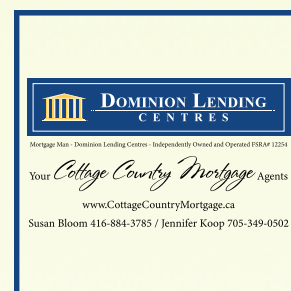 DOMINION LENDING
CENTRES
Mortgage Man - Dominion Lending Centres - Independently Owned and Operated FSRA# 12254
Your Cottage Country Mortgage Agents
www.CottageCountryMortgage.ca
Susan Bloom 416-884-3785 / Jennifer Koop 705-349-0502